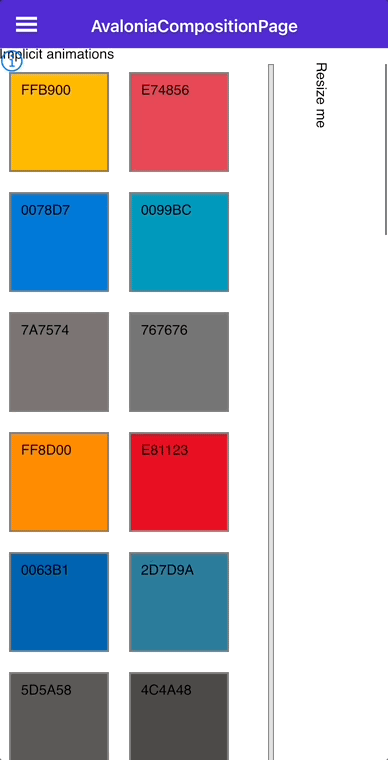 AvaloniaCompositionPage
Implicit animations
FFB900
E74856
Resize me
0078D7
0099BC
7A7574
767676
FF8D00
E81123
0063B1
2D7D9A
5D5A58
4C4A48